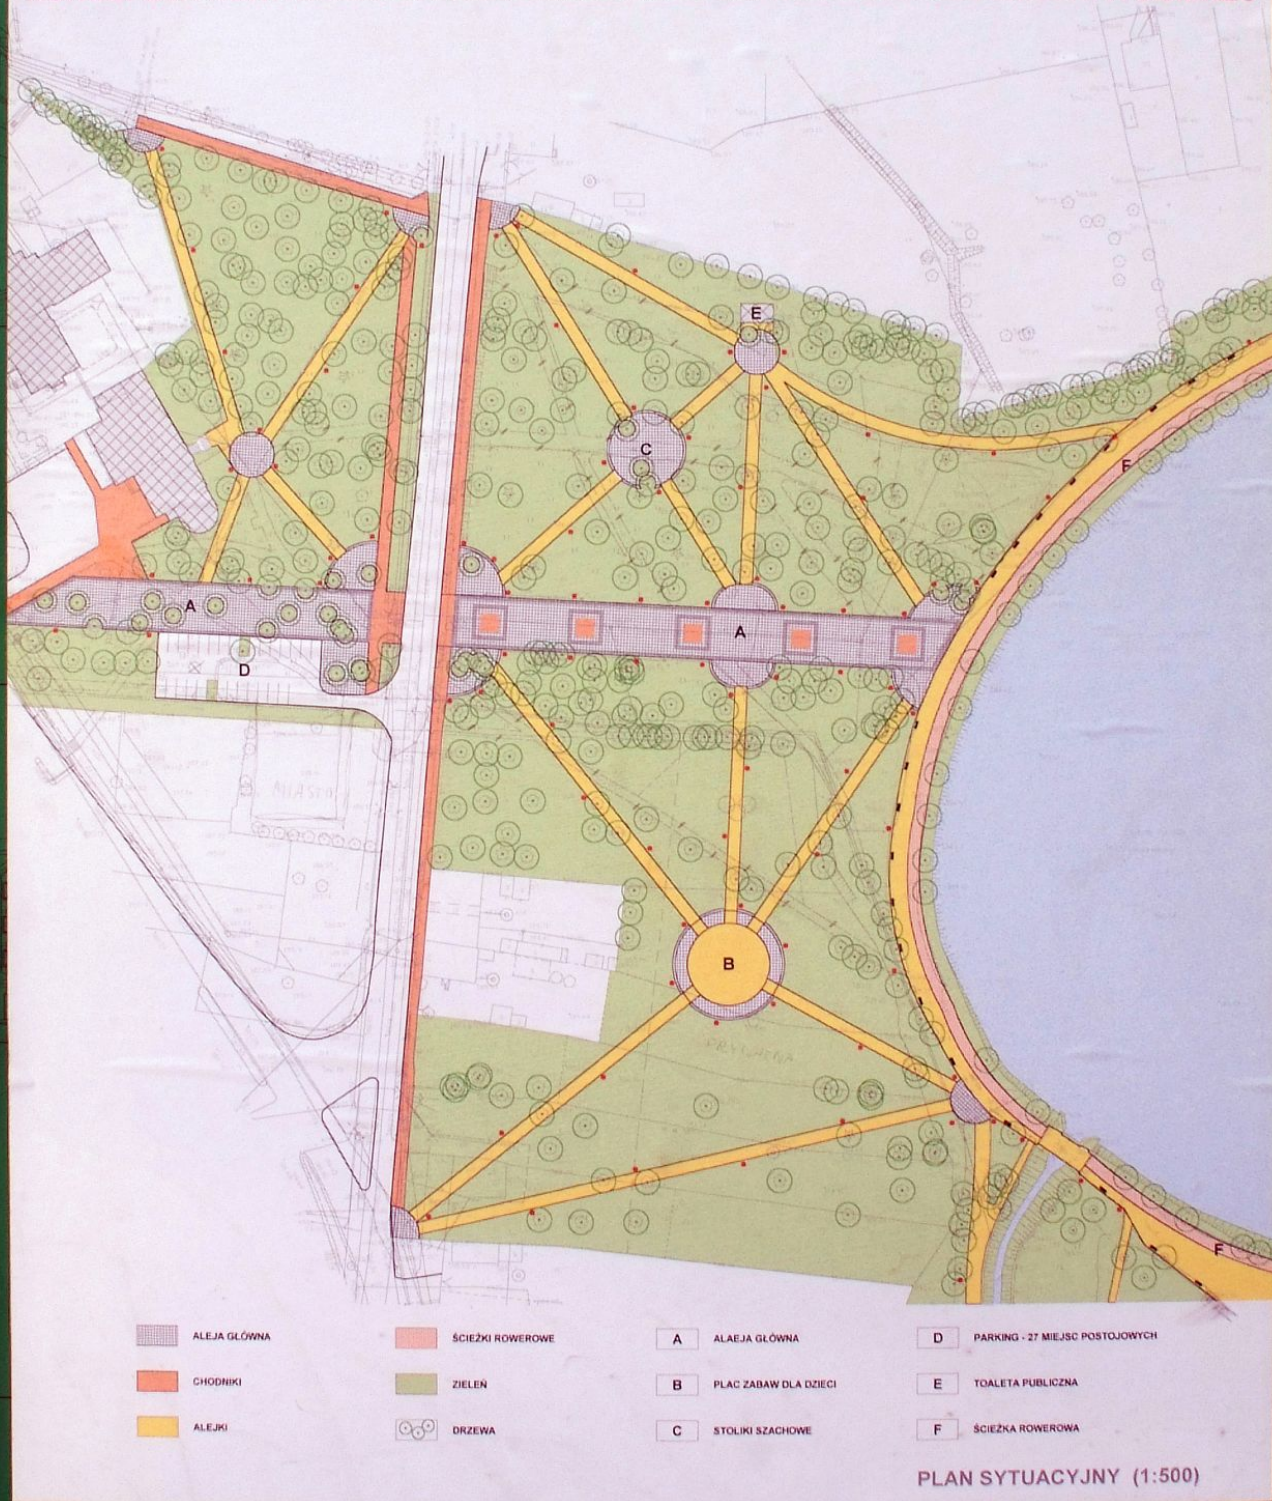 E
C
F
A
A
D
B
F
ALEJA GŁÓWNA
ŚCIEŻKI ROWEROWE
A
ALAEJA GŁÓWNA
D
PARKING - 27 MIEJSC POSTOJOWYCH
CHODNIKI
ZIELEŃ
B
PLAC ZABAW DLA DZIECI
E
TOALETA PUBLICZNA
ALEJKI
DRZEWA
C
STOLIKI SZACHOWE
F
ŚCIEŻKA ROWEROWA
PLAN SYTUACYJNY (1:500)